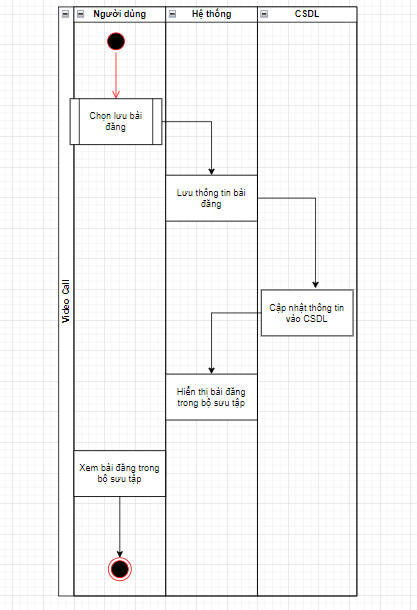 Người dùng
Hệ thống
CSDL
Video Call
Chọn lưu bài
đăng
Lưu thông tin bài
đăng
Cập nhật thông tin
vào CSDL
Hiển thị bài đăng
trong bộ sưu tập
Xem bài đăng trong
bộ sưu tập